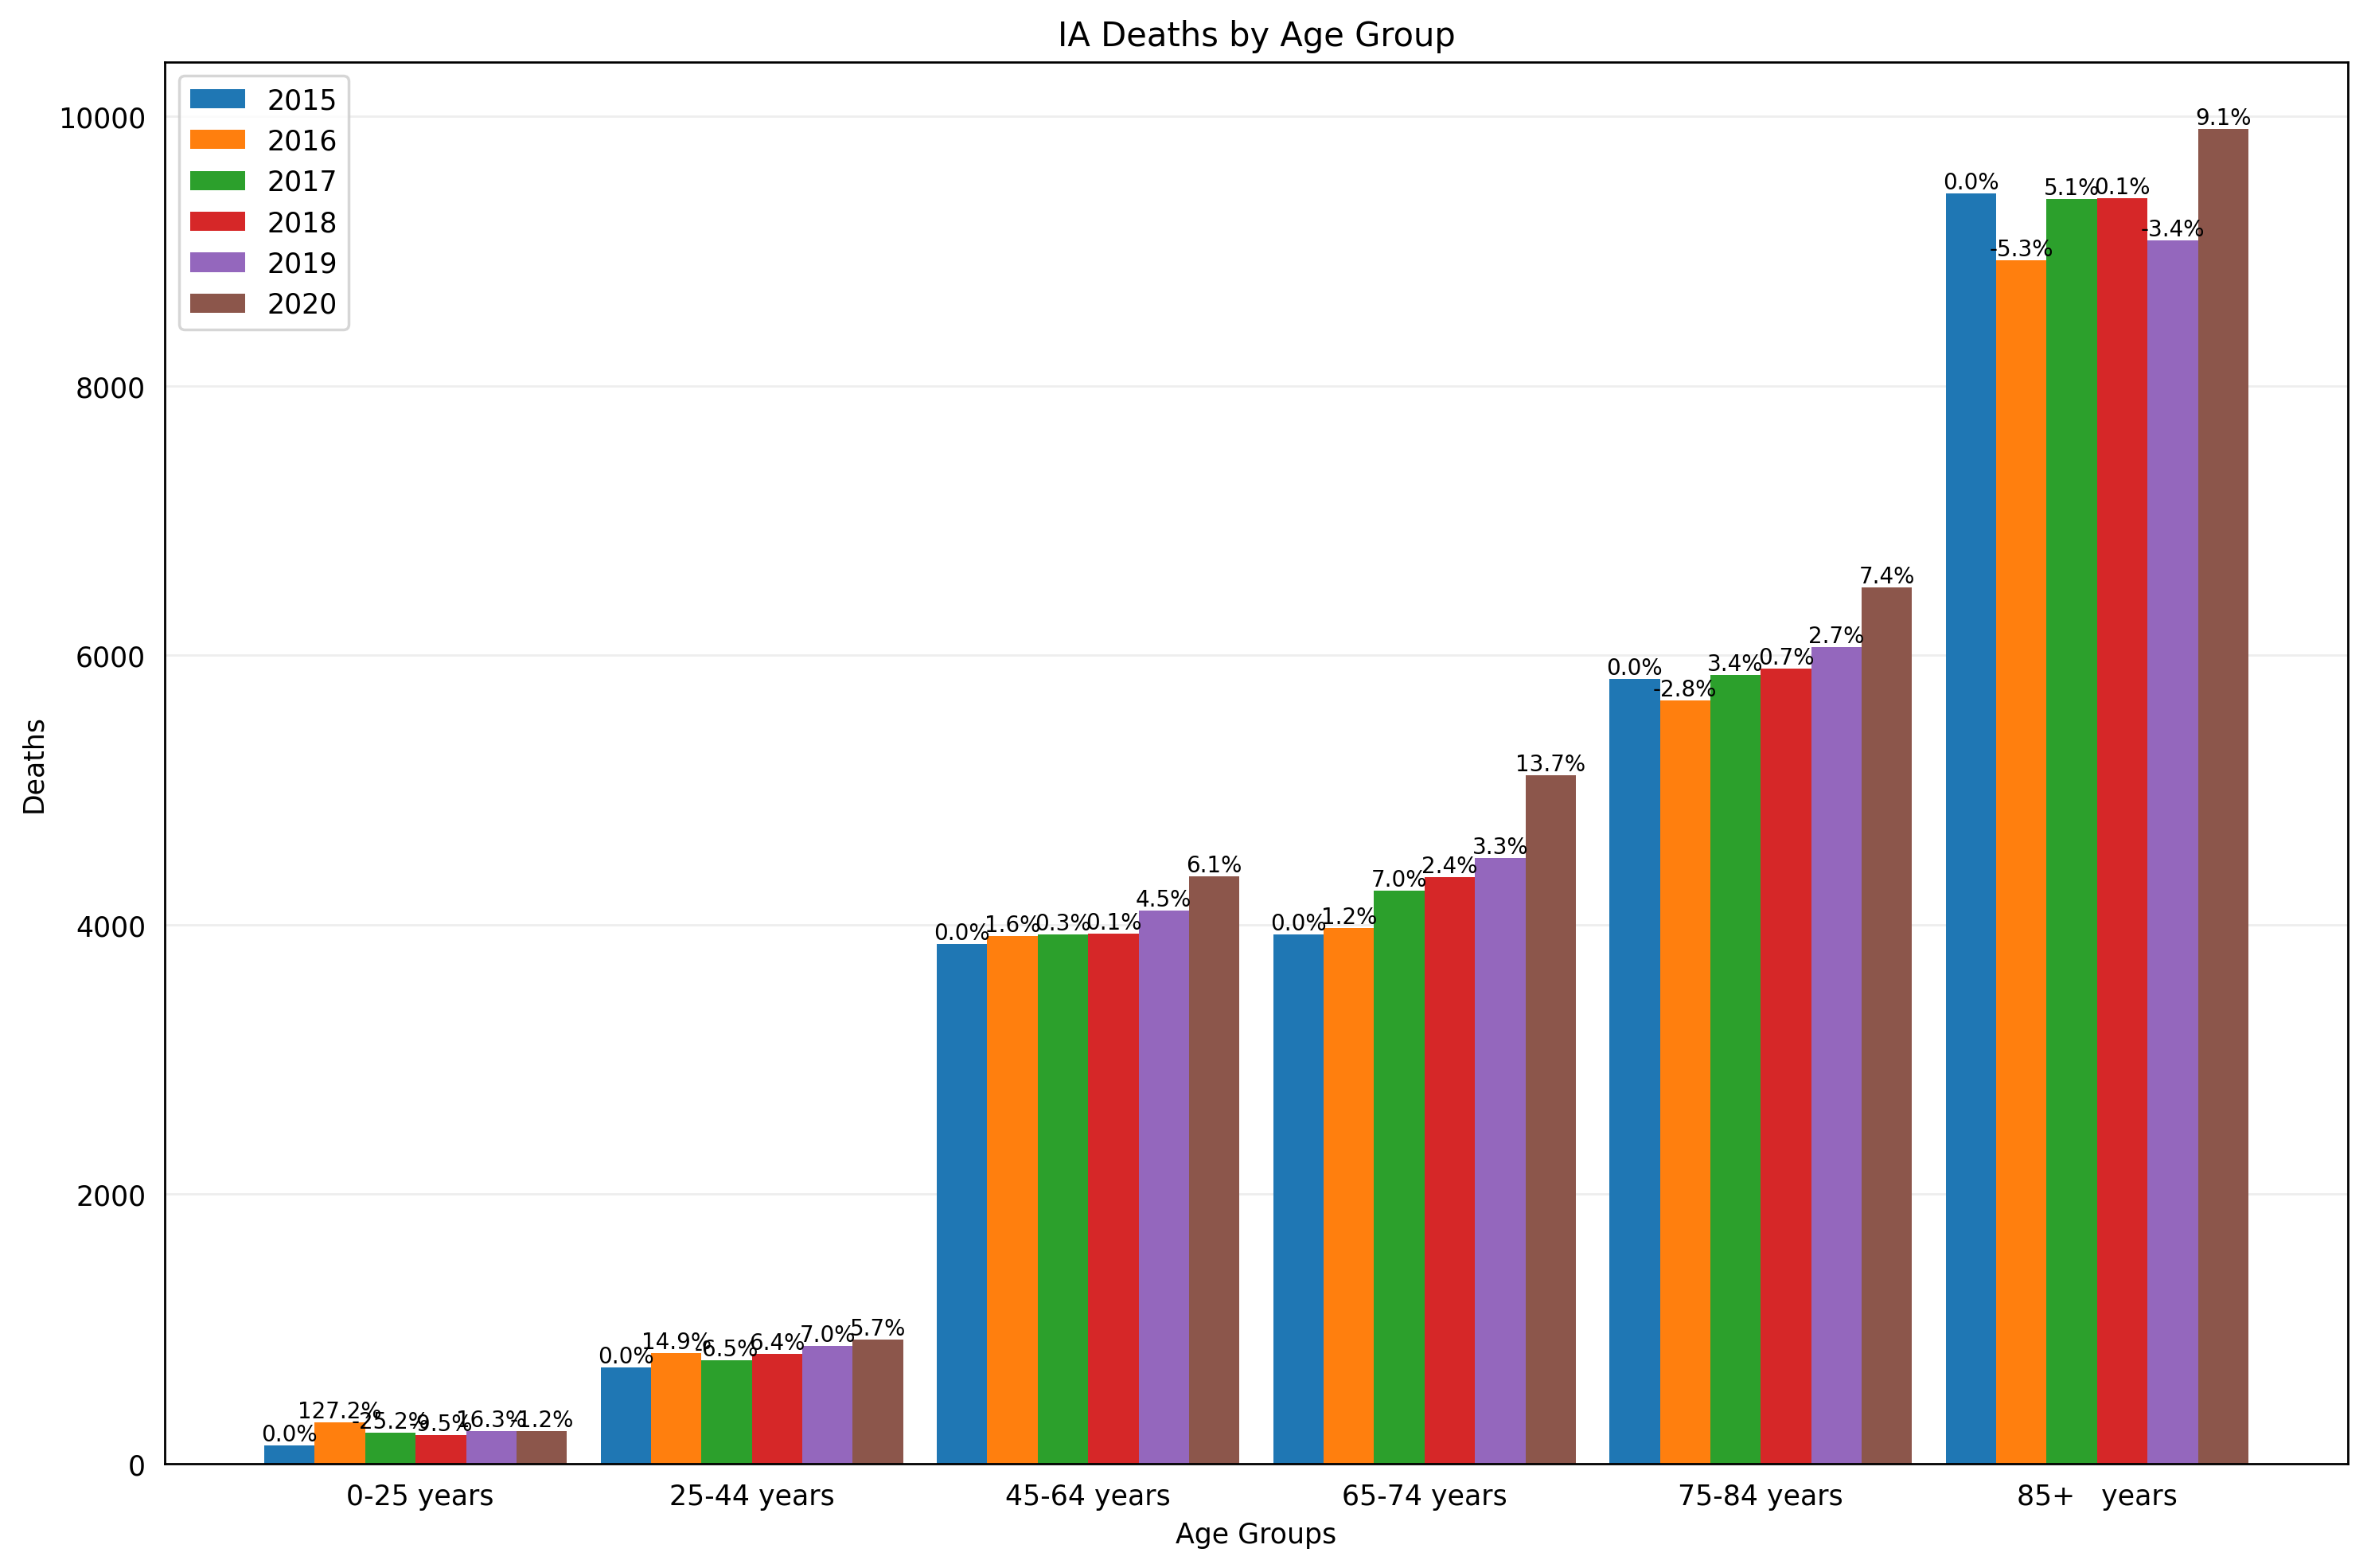 IA Deaths by Age Group
2015
2016
2017
2018
2019
2020
Deaths
10000
8000
6000
4000
2000
0
0.0% 127.2% -25.2% -9.5% 16.3% -1.2%
0.0% 14.9% -6.5% 6.4% 7.0% 5.7%
0.0% 1.6% 0.3% 0.1% 4.5% 6.1%
0.0% 1.2% 7.0% 2.4% 3.3% 13.7%
0.0% -2.8% 3.4% 0.7% 2.7% 7.4%
0.0% -5.3% 5.1% 0.1% -3.4% 9.1%
0-25 years 25-44 years 45-64 years 65-74 years 75-84 years 85+ years
Age Groups